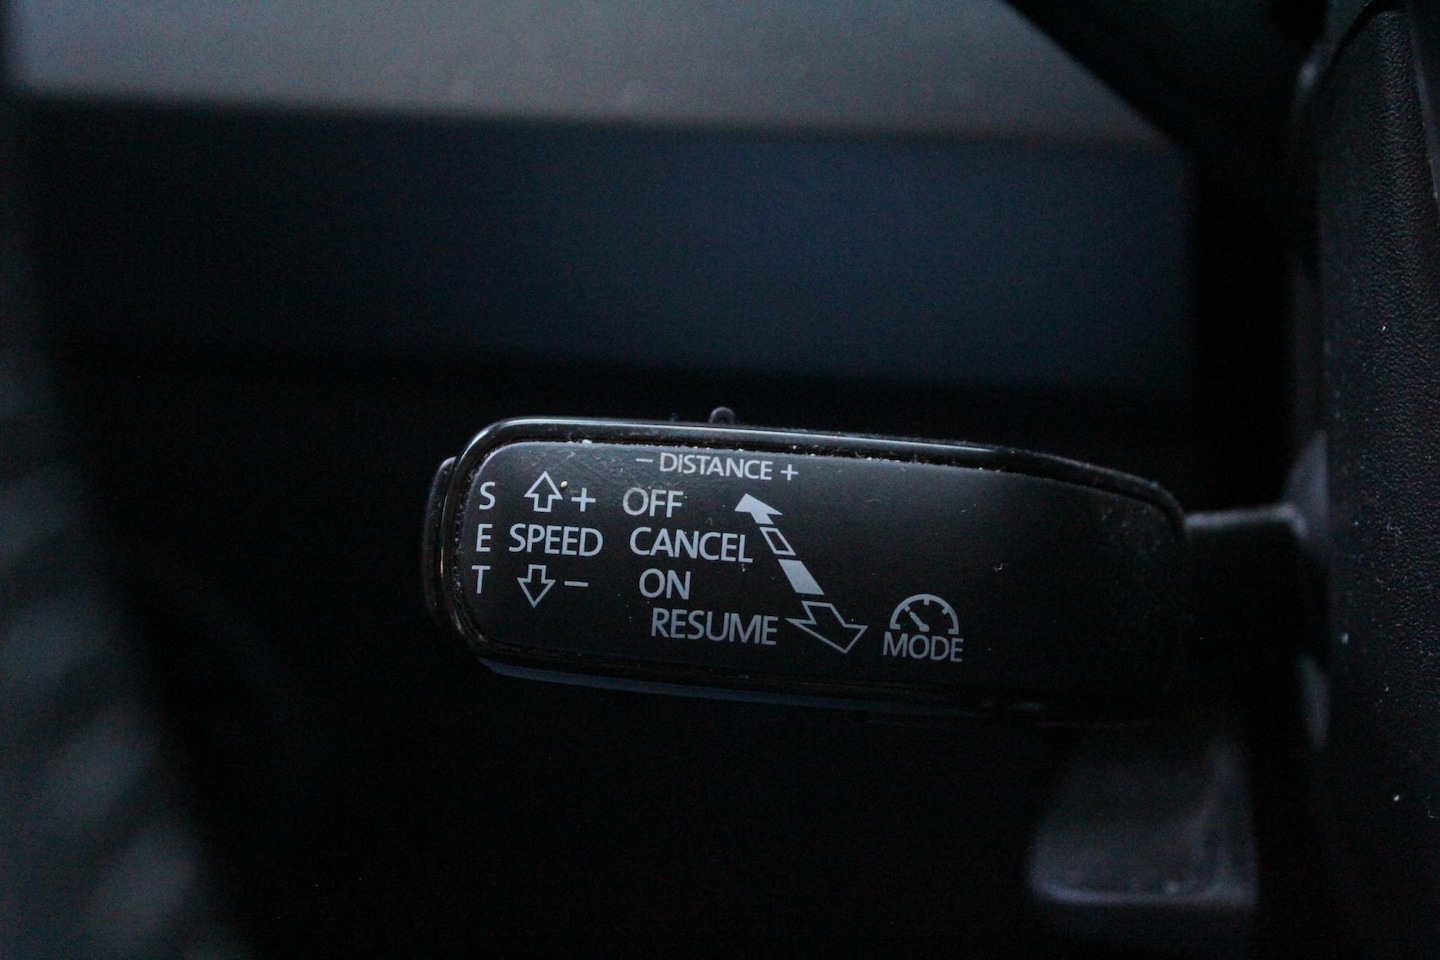 − DISTANCE +
S + OFF
E SPEED CANCEL
T − ON
RESUME
MODE